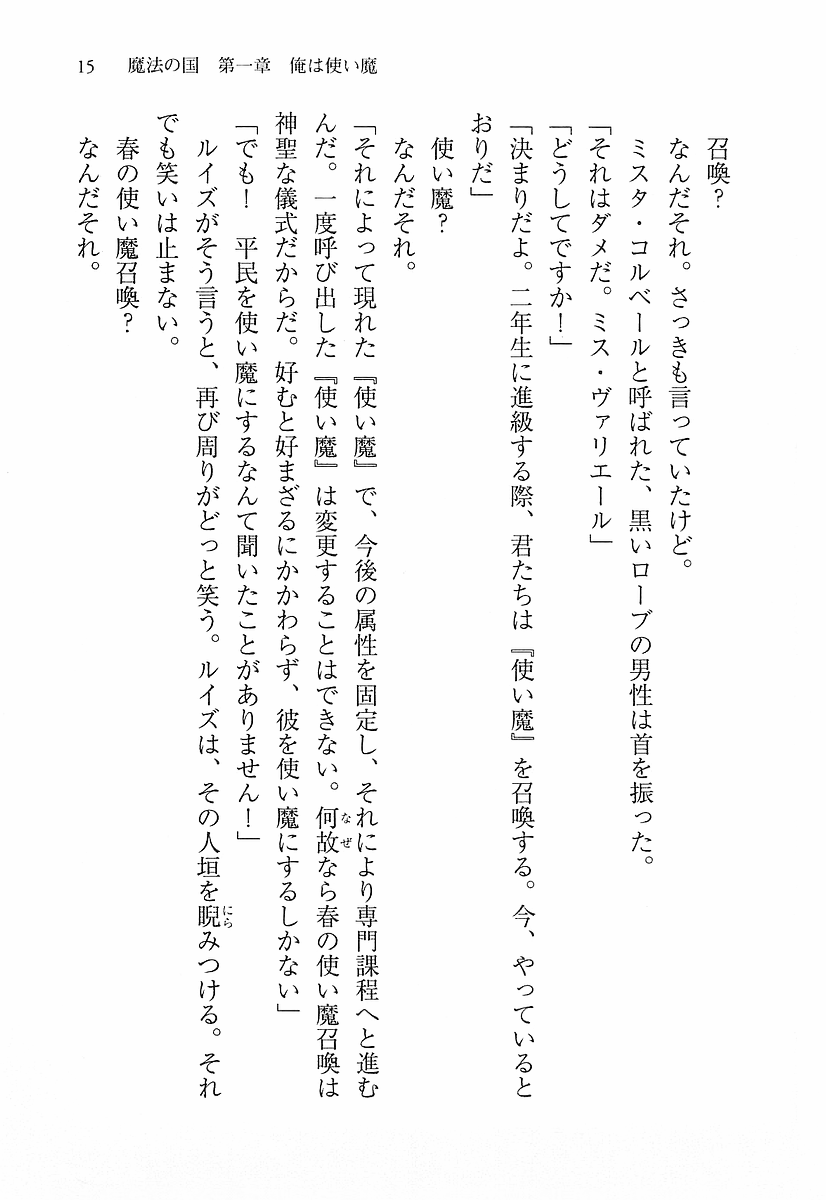 15　魔法の国　第一章　俺は使い魔
召喚？
なんだそれ。さっきも言っていたけど。
ミスタ・コルベールと呼ばれた、黒いローブの男性は首を振った。
「それはダメだ。ミス・ヴァリエール」
「どうしてですか！」
「決まりだよ。二年生に進級する際、君たちは『使い魔』を召喚する。今、やっていると
おりだ」
使い魔？
なんだそれ。
「それによって現れた『使い魔』で、今後の属性を固定し、それにより専門課程へと進む
んだ。一度呼び出した『使い魔』は変更することはできない。何故なら春の使い魔召喚は
なぜ
神聖な儀式だからだ。好むと好まざるにかかわらず、彼を使い魔にするしかない」
「でも！　平民を使い魔にするなんて聞いたことがありません！」
ルイズがそう言うと、再び周りがどっと笑う。ルイズは、その人垣を睨みつける。それ
にら
でも笑いは止まない。
春の使い魔召喚？
なんだそれ。